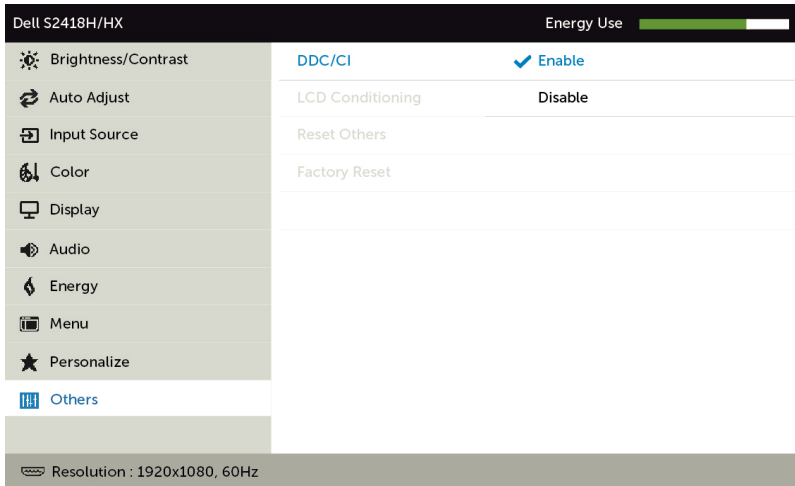 Dell S2418H/HX Energy Use
Brightness/Contrast DDC/CI Enable
Auto Adjust LCD Conditioning Disable
Input Source Reset Others
Color Factory Reset
Display
Audio
Energy
Menu
Personalize
Others
Resolution : 1920x1080, 60Hz